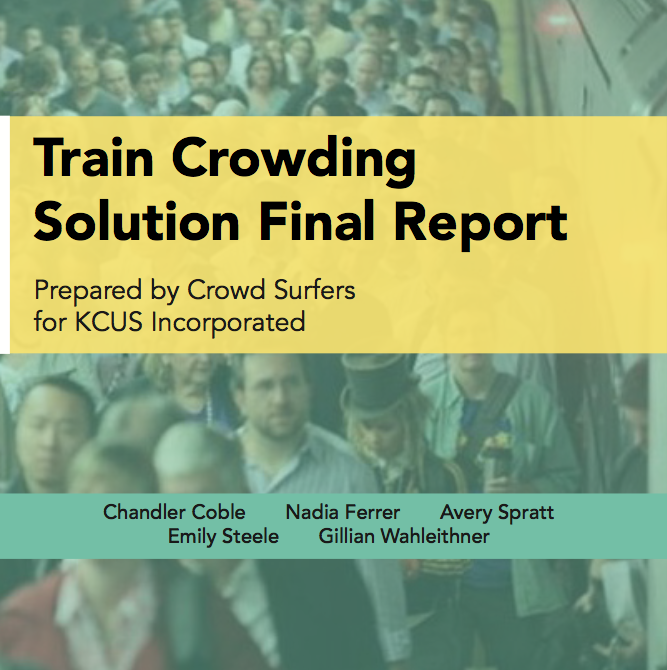 Train Crowding
Solution Final Report
Prepared by Crowd Surfers
for KCUS Incorporated
Chandler Coble Nadia Ferrer Avery Spratt
Emily Steele Gillian Wahleithner